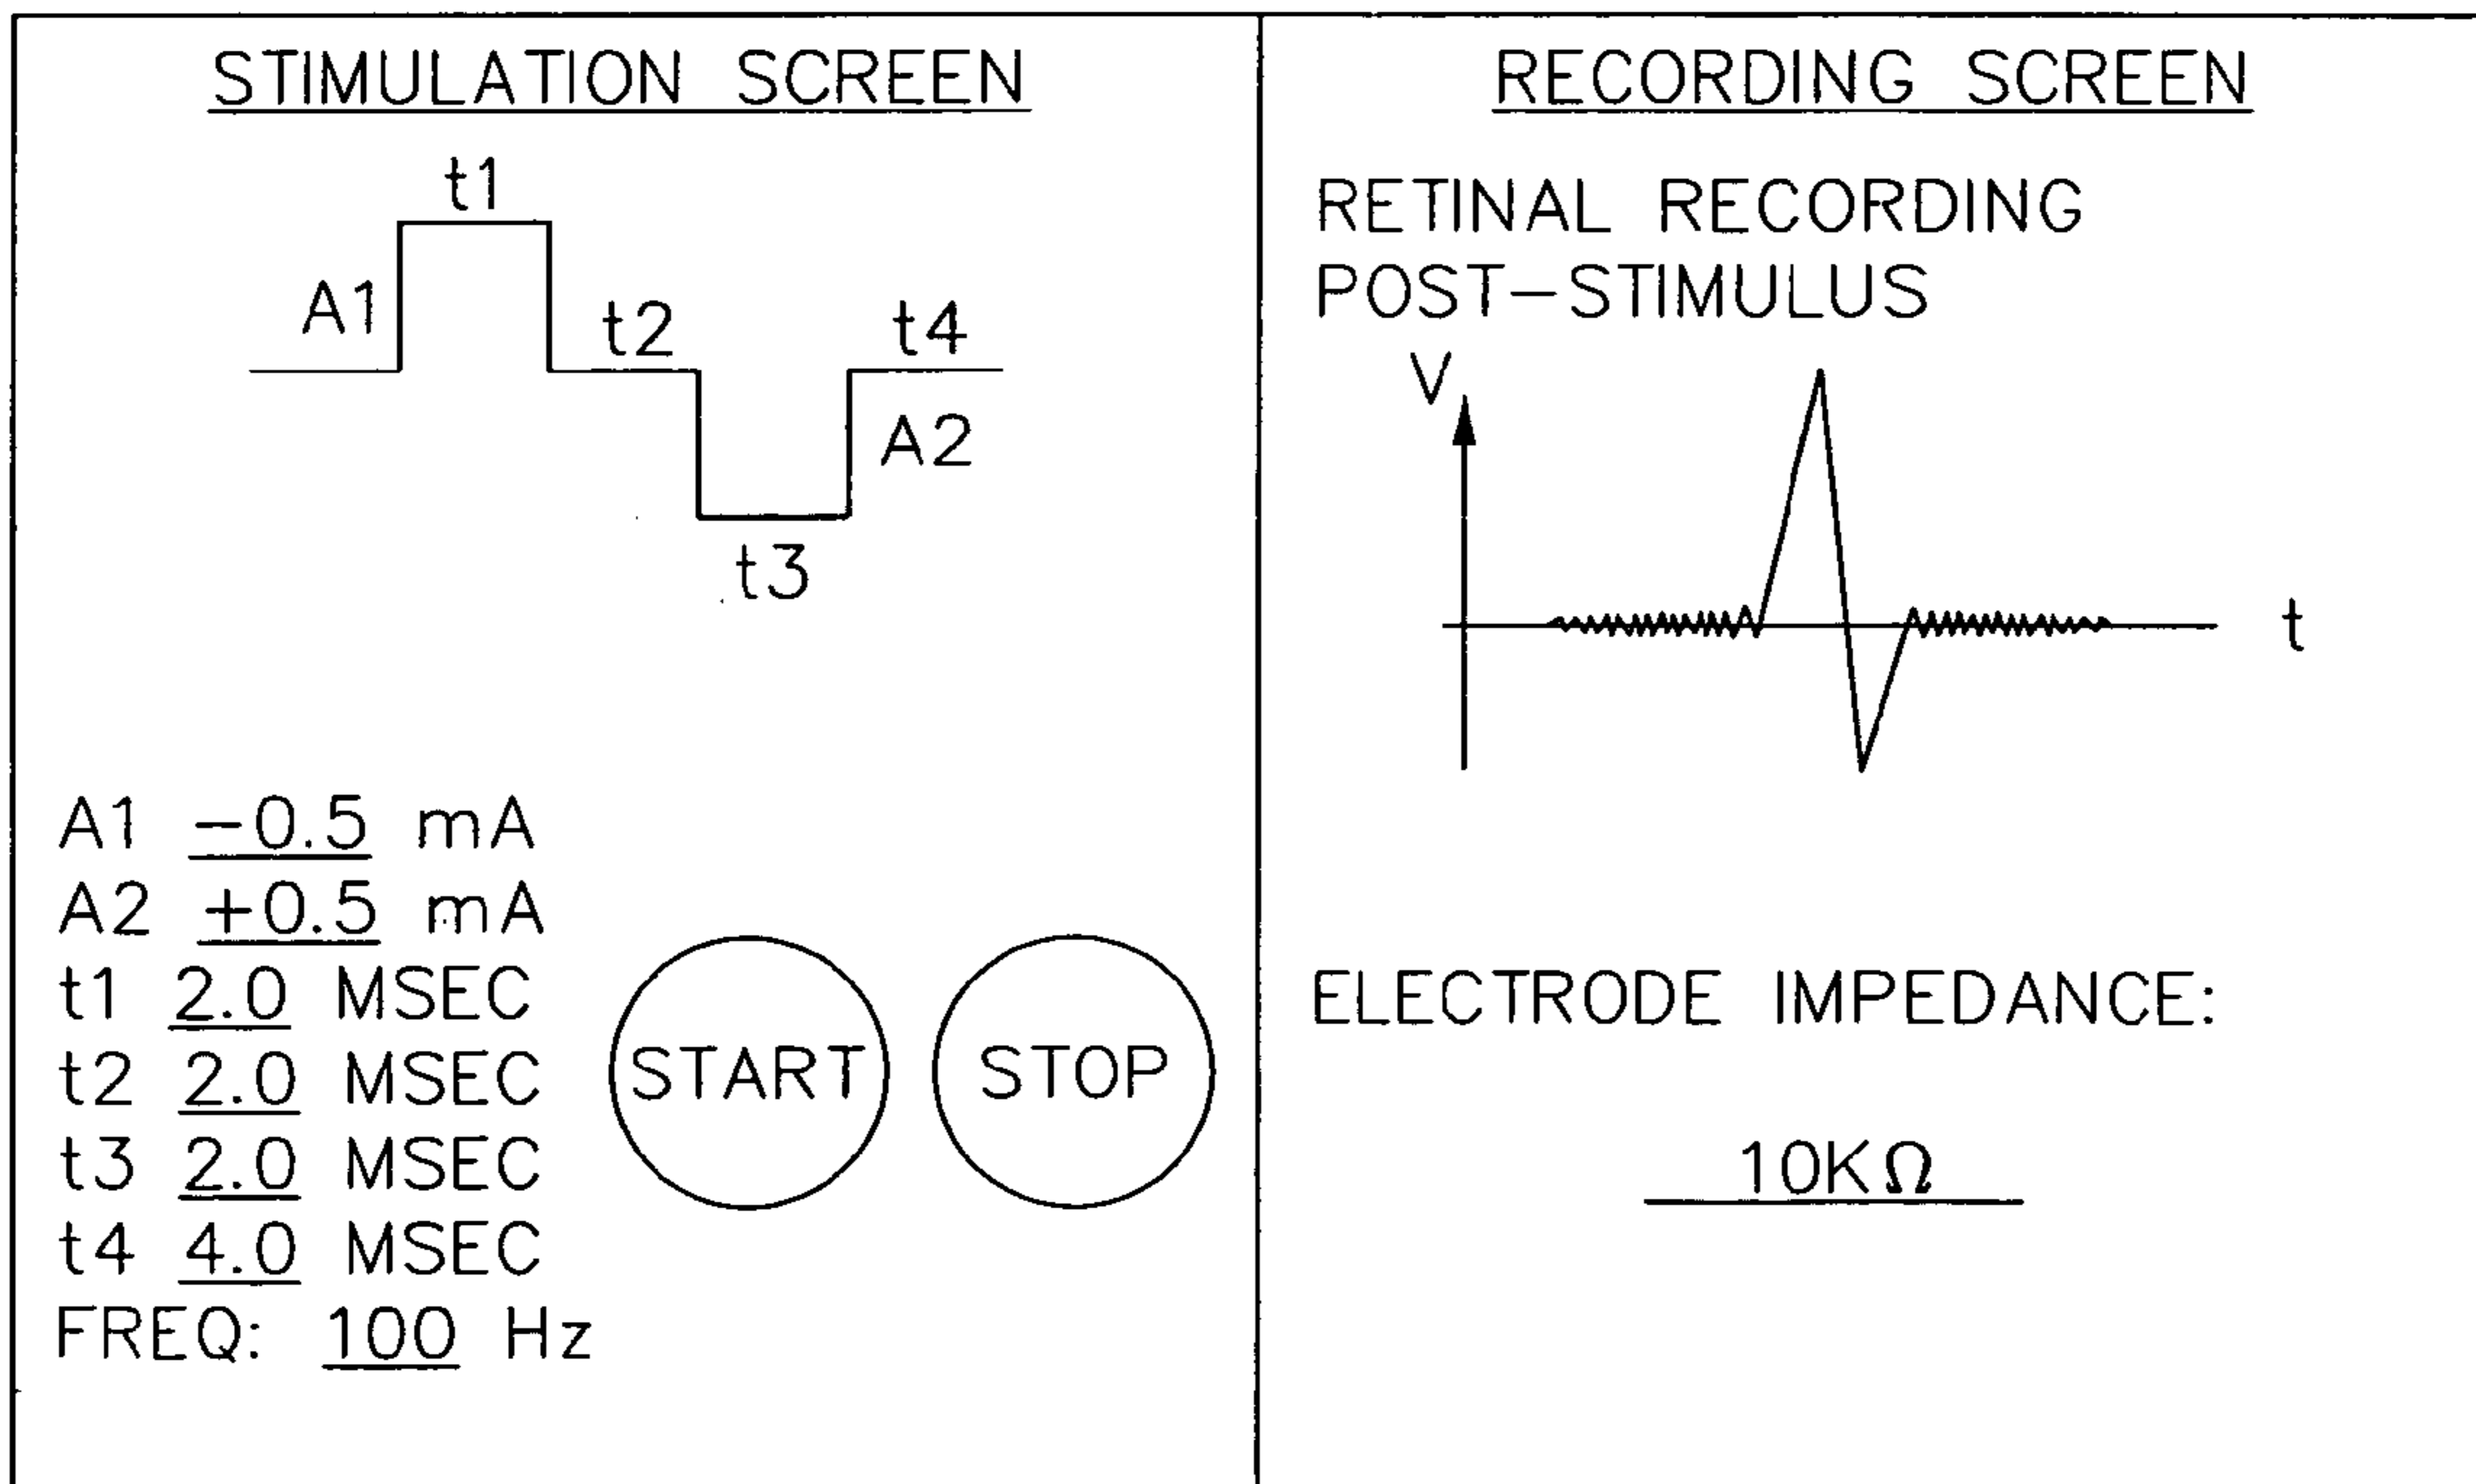 STIMULATION SCREEN
t1
A1
t2
t4
A2
t3
A1 -0.5 mA
A2 +0.5 mA
t1 2.0 MSEC
t2 2.0 MSEC
t3 2.0 MSEC
t4 4.0 MSEC
FREQ: 100 Hz
START
STOP
RECORDING SCREEN
RETINAL RECORDING
POST-STIMULUS
V
t
ELECTRODE IMPEDANCE:
10KΩ